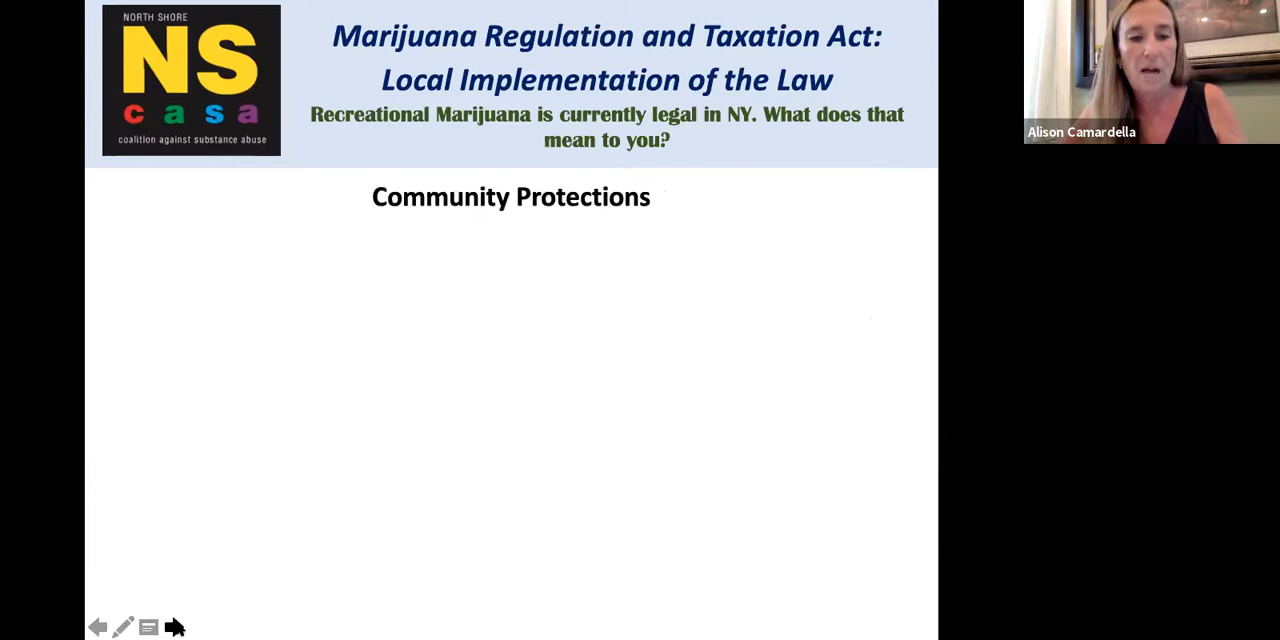 NORTH SHORE
NS
casa
coalition against substance abuse
Marijuana Regulation and Taxation Act:
Local Implementation of the Law
Recreational Marijuana is currently legal in NY. What does that
mean to you?
Alison Camardella
Community Protections